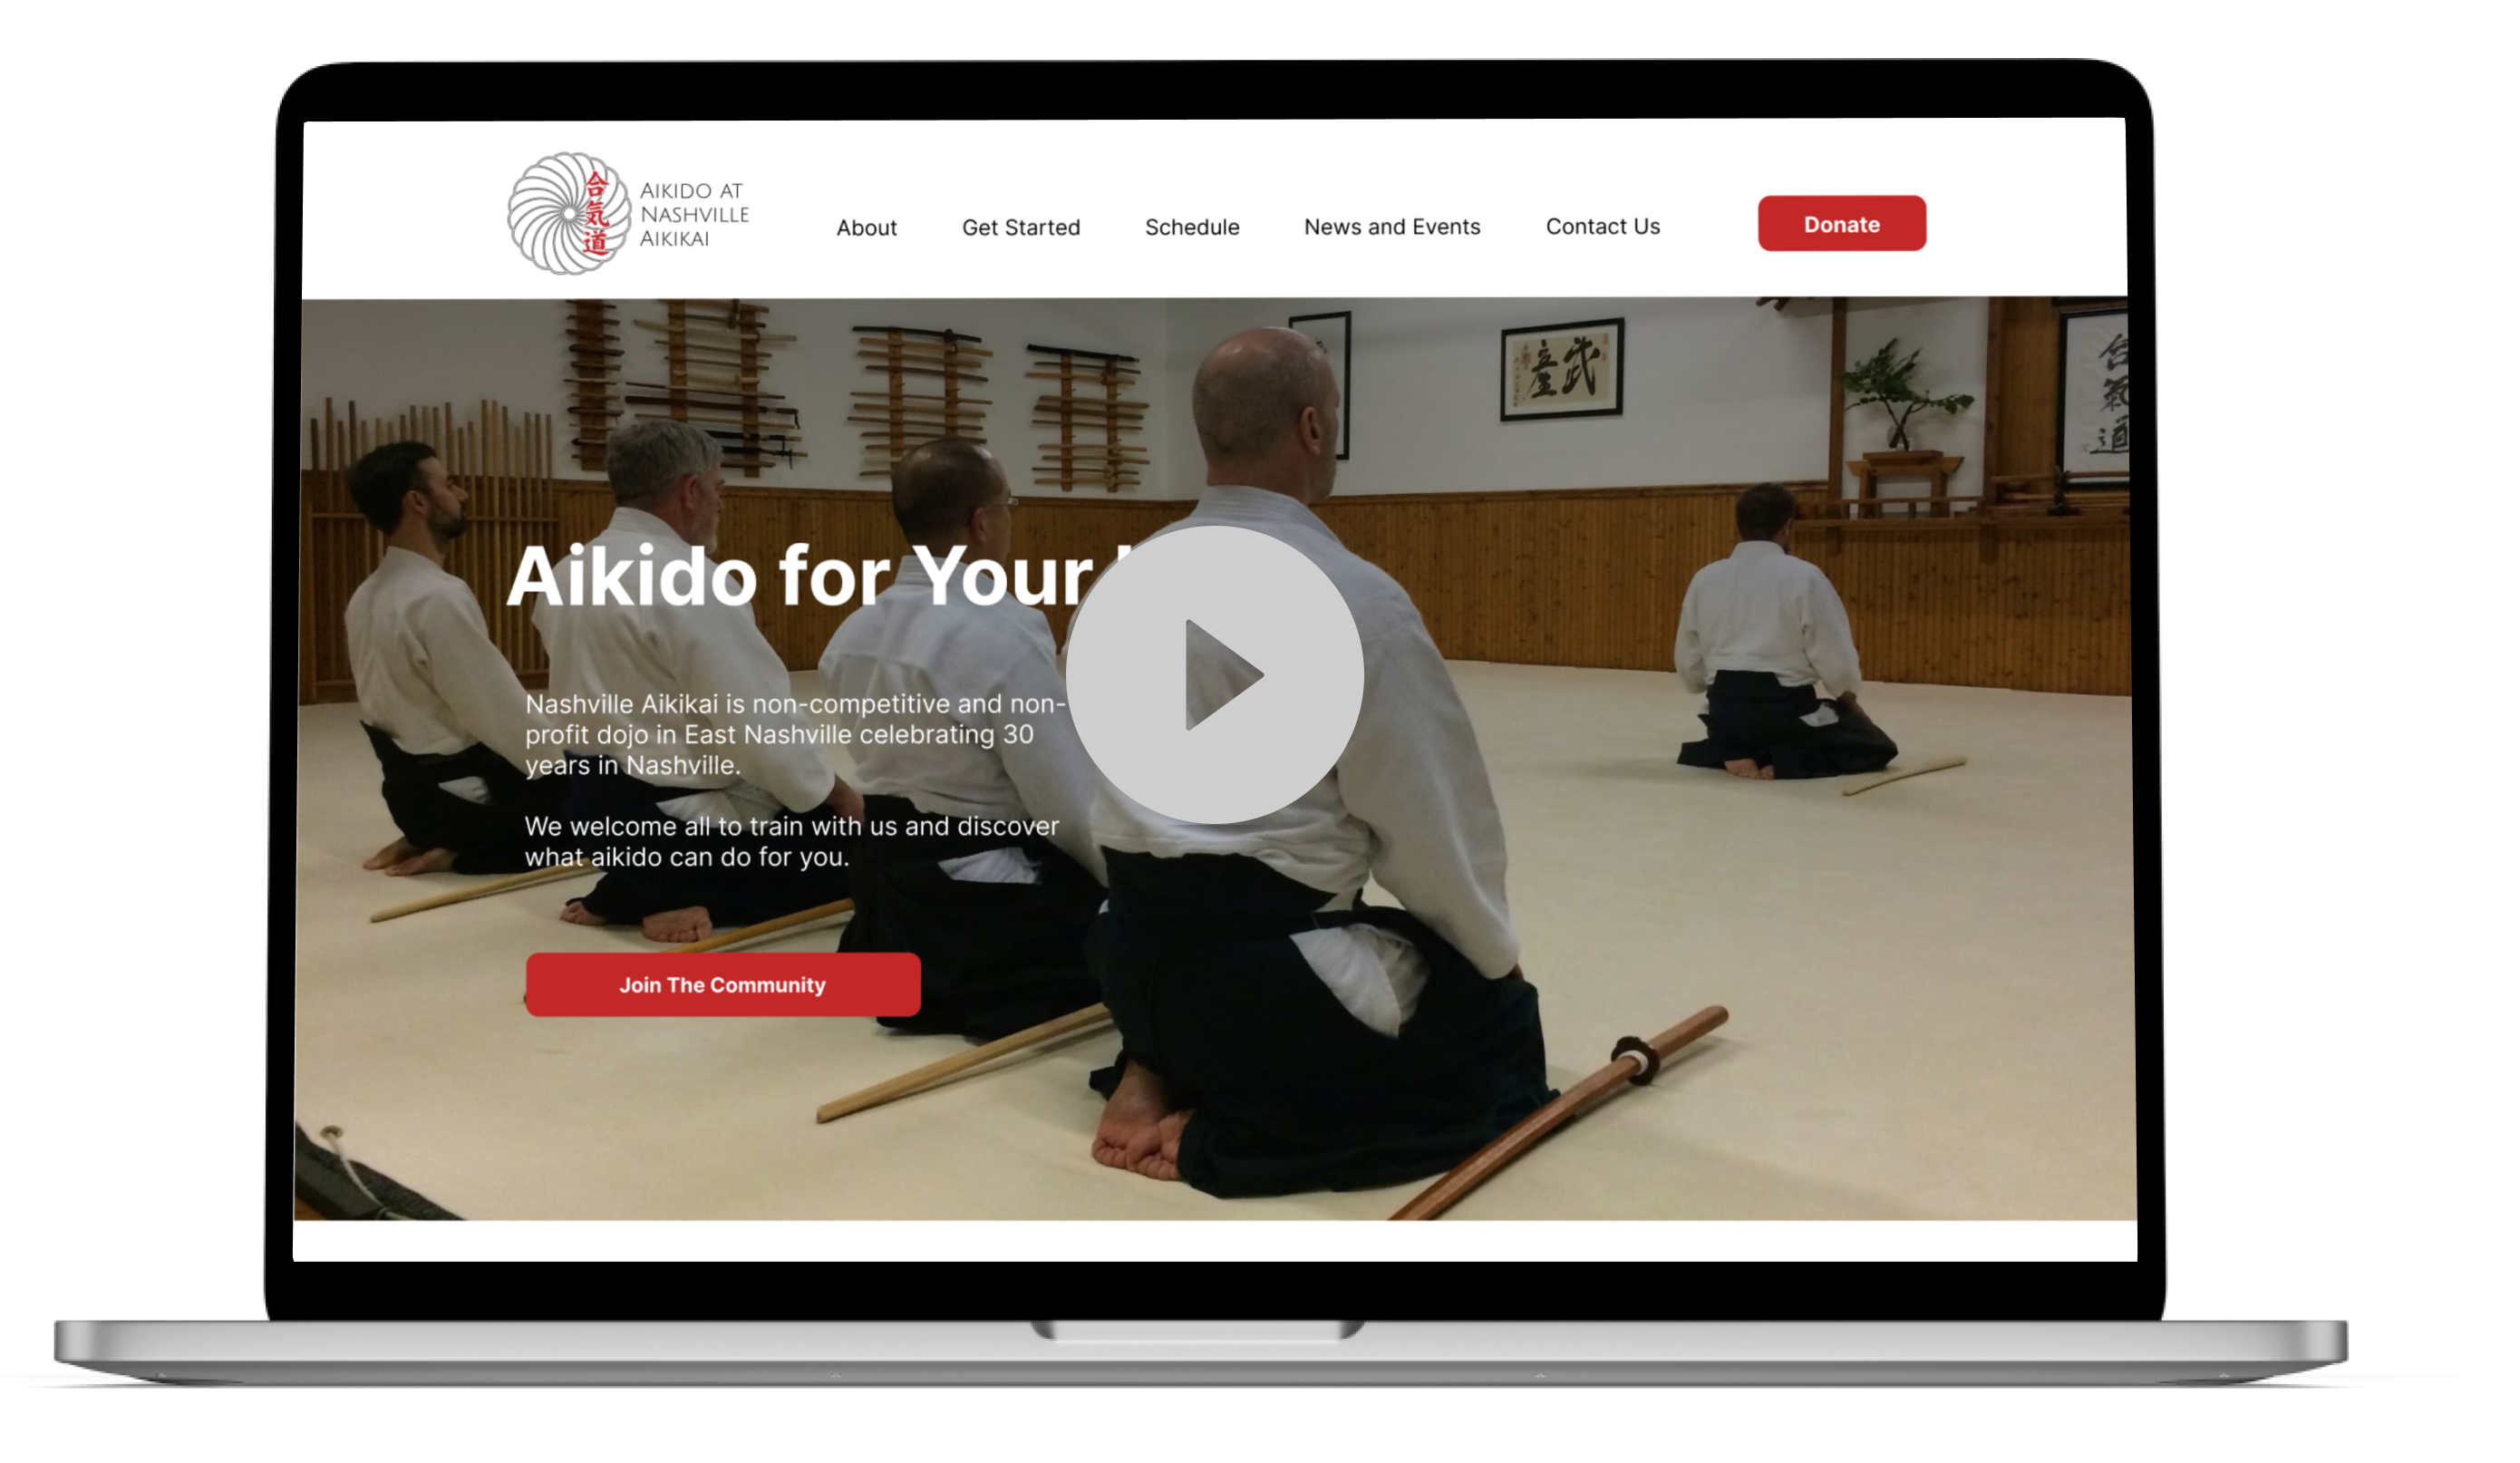 合
気
道
AIKIDO AT
NASHVILLE
AIKIKAI
About
Get Started
Schedule
News and Events
Contact Us
Donate
武
産
合
氣
道
Aikido for Your
Nashville Aikikai is non-competitive and non-
profit dojo in East Nashville celebrating 30
years in Nashville.
We welcome all to train with us and discover
what aikido can do for you.
Join The Community